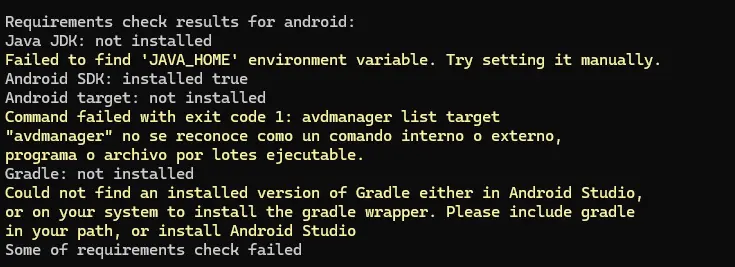 Requirements check results for android:
Java JDK: not installed
Failed to find 'JAVA_HOME' environment variable. Try setting it manually.
Android SDK: installed true
Android target: not installed
Command failed with exit code 1: avdmanager list target
"avdmanager" no se reconoce como un comando interno o externo,
programa o archivo por lotes ejecutable.
Gradle: not installed
Could not find an installed version of Gradle either in Android Studio,
or on your system to install the gradle wrapper. Please include gradle
in your path, or install Android Studio
Some of requirements check failed